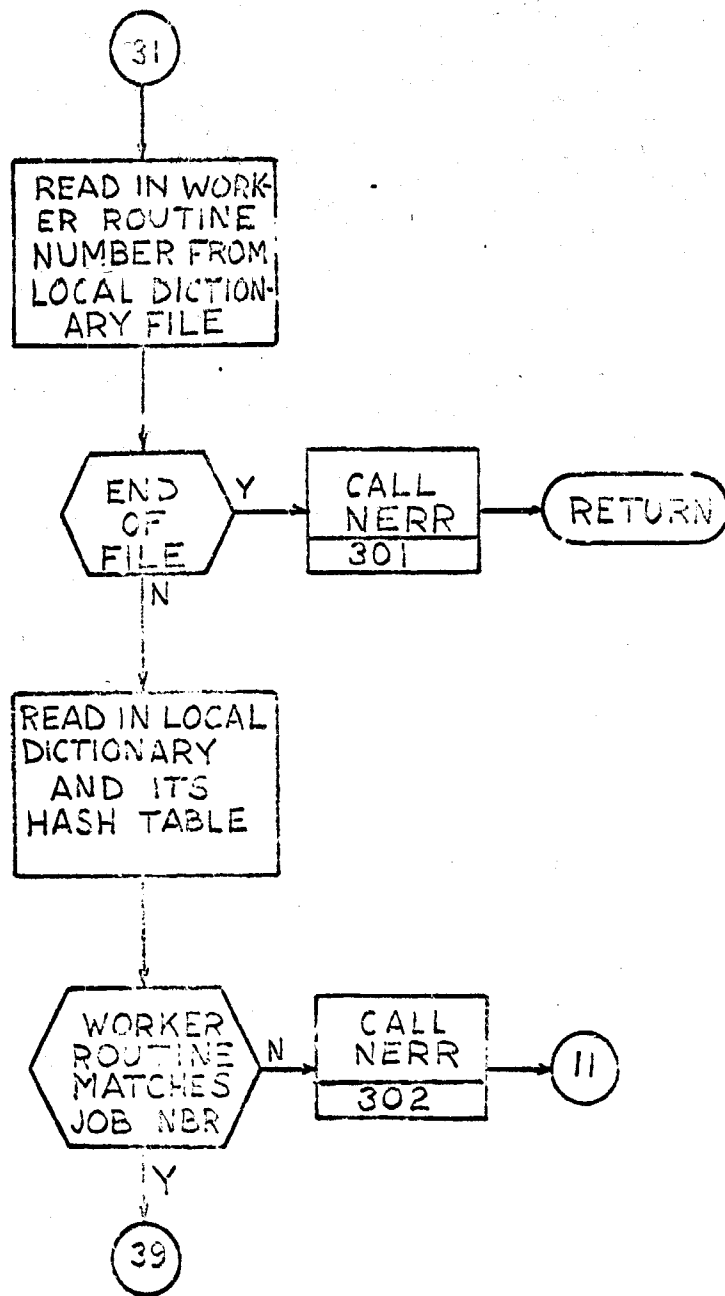 31
READ IN WORK-
ER ROUTINE
NUMBER FROM
LOCAL DICTION-
ARY FILE
END
OF
FILE
Y
CALL
NERR
301
RETURN
N
READ IN LOCAL
DICTIONARY
AND ITS
HASH TABLE
WORKER
ROUTINE
MATCHES
JOB NBR
N
CALL
NERR
302
11
Y
39